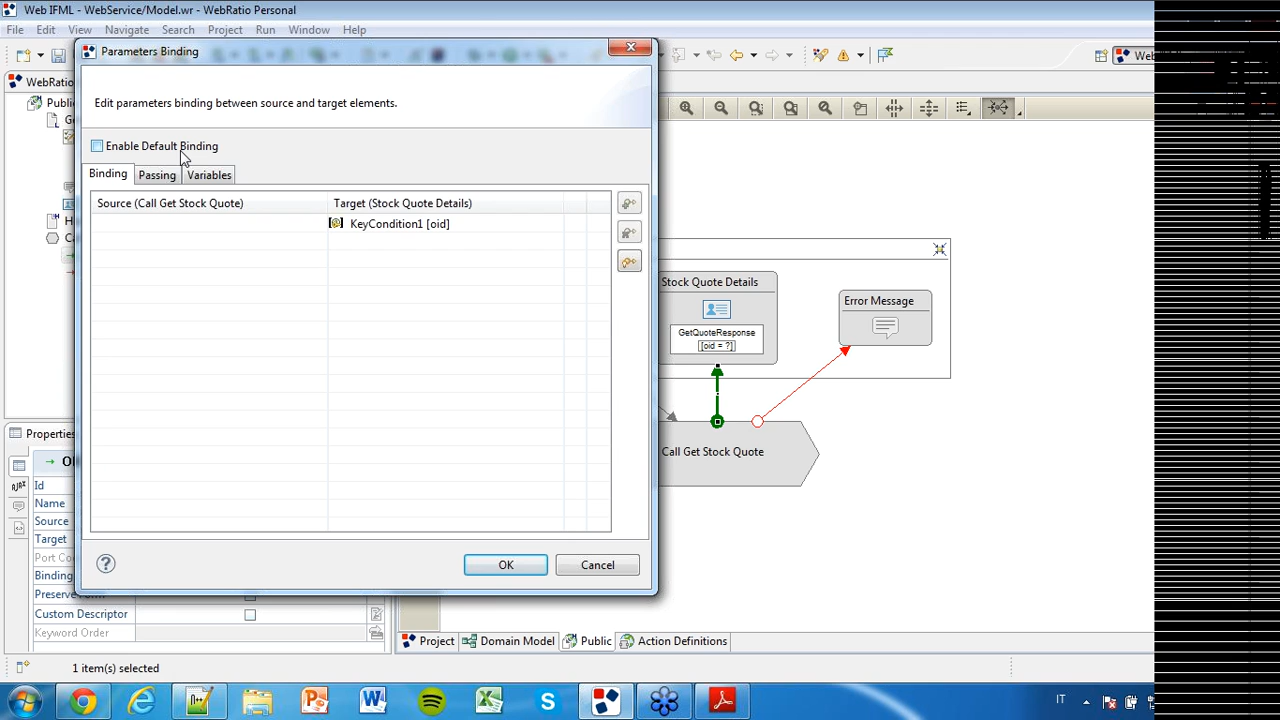 Web IFML - WebService/Model.wr - WebRatio Personal
File Edit View Navigate Search Project Run Window Help
Parameters Binding
WebRatio
Edit parameters binding between source and target elements.
Enable Default Binding
Binding Passing Variables
Source (Call Get Stock Quote) Target (Stock Quote Details)
KeyCondition1 [oid]
Stock Quote Details
GetQuoteResponse
[oid = ?]
Error Message
Call Get Stock Quote
OK Cancel
Properties
Id
Name
Source
Target
Binding
Custom Descriptor
Keyword Order
Project Domain Model Public Action Definitions
1 item(s) selected
IT